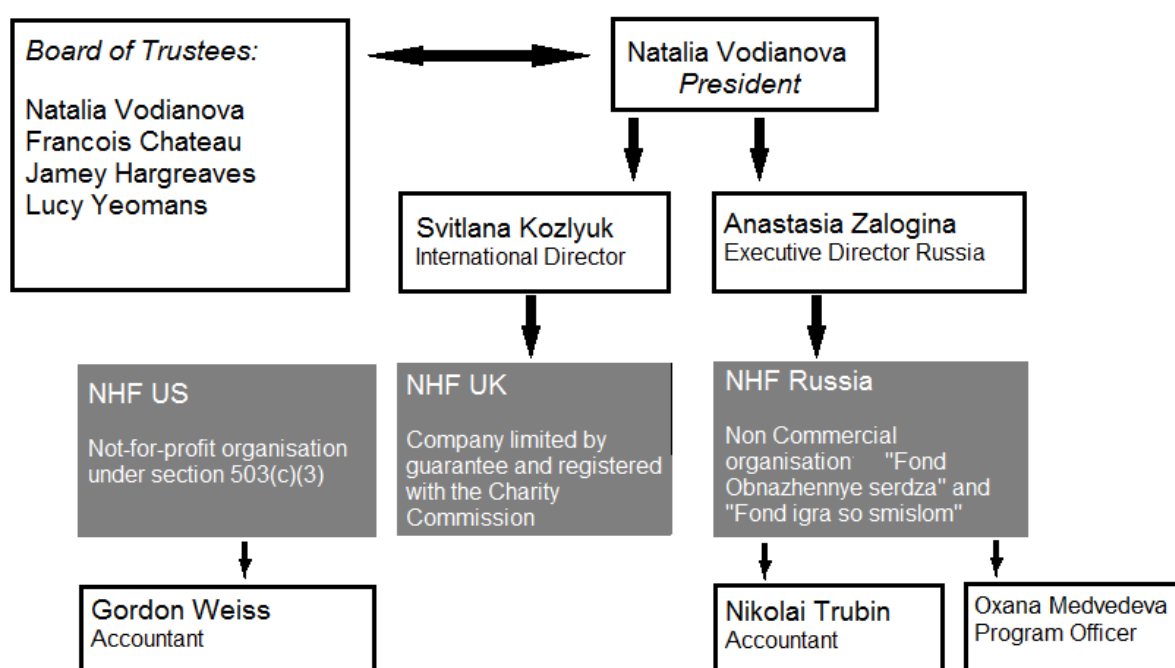 Board of Trustees:
Natalia Vodianova
Francois Chateau
Jamey Hargreaves
Lucy Yeomans
Natalia Vodianova
President
Svitlana Kozlyuk
International Director
Anastasia Zalogina
Executive Director Russia
NHF US
Not-for-profit organisation
under section 503(c)(3)
NHF UK
Company limited by
guarantee and registered
with the Charity
Commission
NHF Russia
Non Commercial
organisation "Fond
Obnazhennye serdza" and
"Fond igra so smislom"
Gordon Weiss
Accountant
Nikolai Trubin
Accountant
Oxana Medvedeva
Program Officer